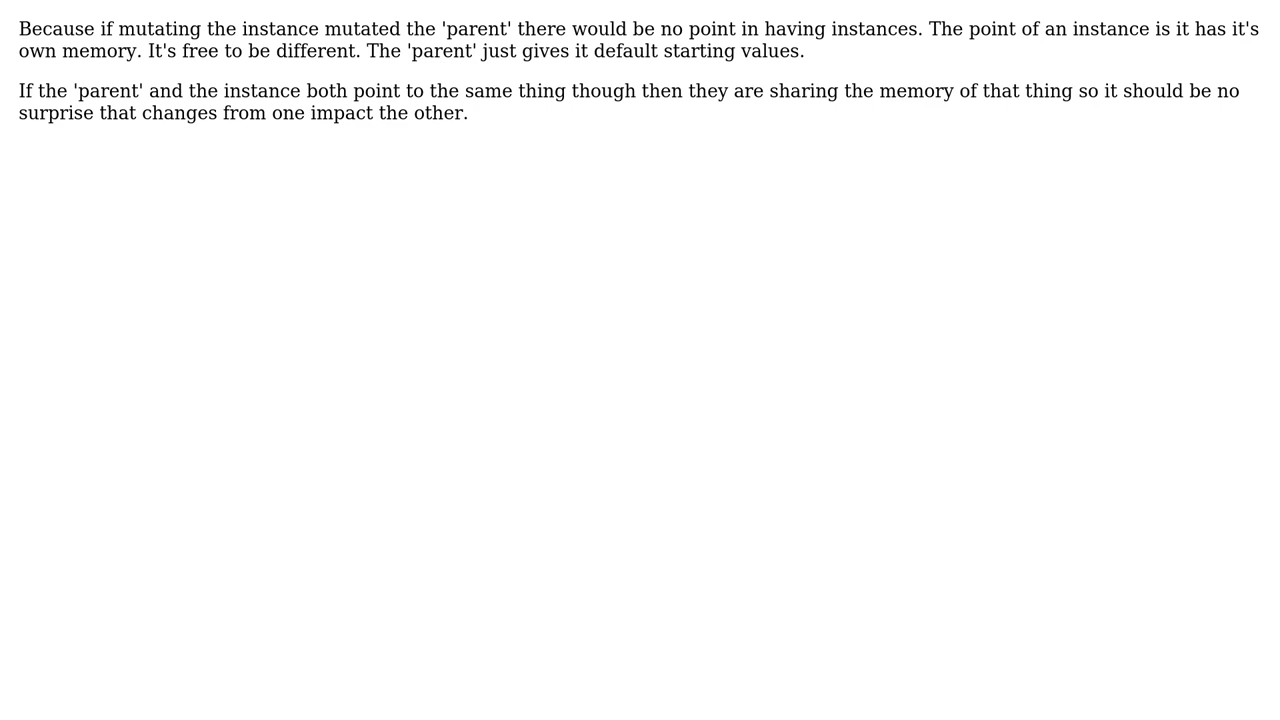 Because if mutating the instance mutated the 'parent' there would be no point in having instances. The point of an instance is it has it's
own memory. It's free to be different. The 'parent' just gives it default starting values.
If the 'parent' and the instance both point to the same thing though then they are sharing the memory of that thing so it should be no
surprise that changes from one impact the other.